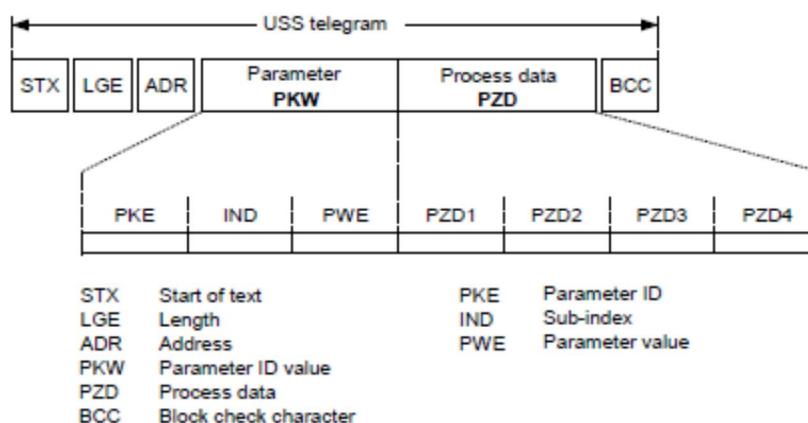 USS telegram
STX LGE ADR Parameter PKW Process data PZD BCC
PKE IND PWE PZD1 PZD2 PZD3 PZD4
STX Start of text
LGE Length
ADR Address
PKW Parameter ID value
PZD Process data
BCC Block check character
PKE Parameter ID
IND Sub-index
PWE Parameter value